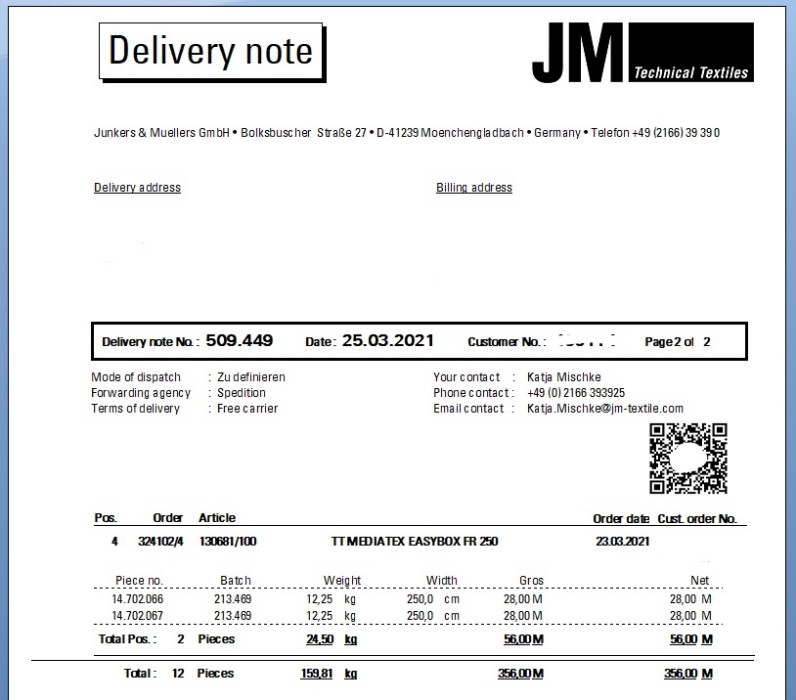 Delivery note
JM
Technical Textiles
Junkers & Muellers GmbH • Bolksbuscher Straße 27 • D-41239 Moenchengladbach • Germany • Telefon +49 (2166) 39 39 0
Delivery address Billing address
Delivery note No.: 509.449 Date: 25.03.2021 Customer No.: Page 2 of 2
Mode of dispatch : Zu definieren Your contact : Katja Mischke
Forwarding agency : Spedition Phone contact: +49 (0) 2166 393925
Terms of delivery : Free carrier Email contact : Katja.Mischke@jm-textile.com
Pos. Order Article Order date Cust. order No.
4 324102/4 130681/100 TT MEDIATEX EASYBOX FR 250 23.03.2021
Piece no. Batch Weight Width Gros Net
14.702.066 213.469 12,25 kg 250,0 cm 28,00 M 28,00 M
14.702.067 213.469 12,25 kg 250,0 cm 28,00 M 28,00 M
Total Pos.: 2 Pieces 24,50 kg 56,00 M 56,00 M
Total: 12 Pieces 159,81 kg 356,00 M 356,00 M